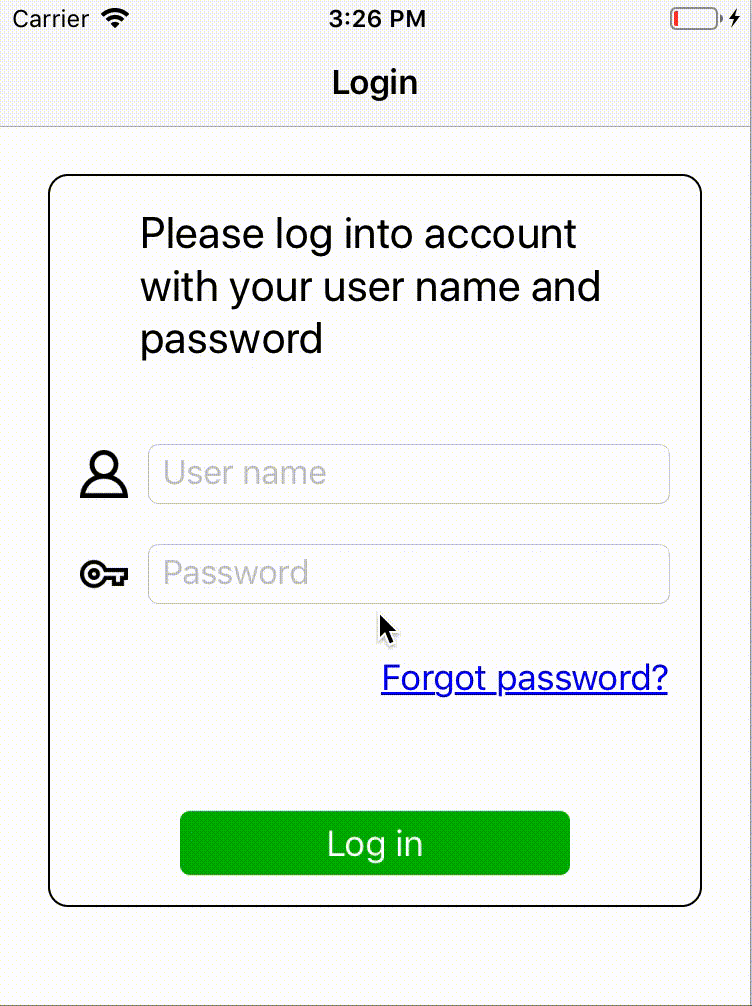 Carrier 3:26 PM
Login
Please log into account
with your user name and
password
User name
Password
Forgot password?
Log in